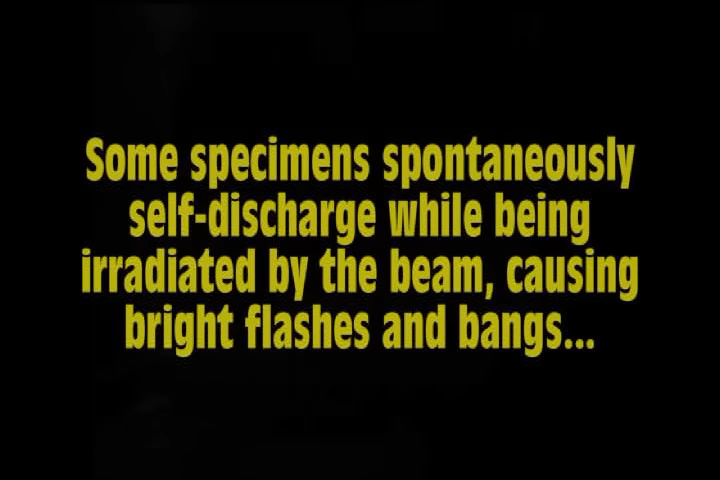 Some specimens spontaneously
self-discharge while being
irradiated by the beam, causing
bright flashes and bangs...